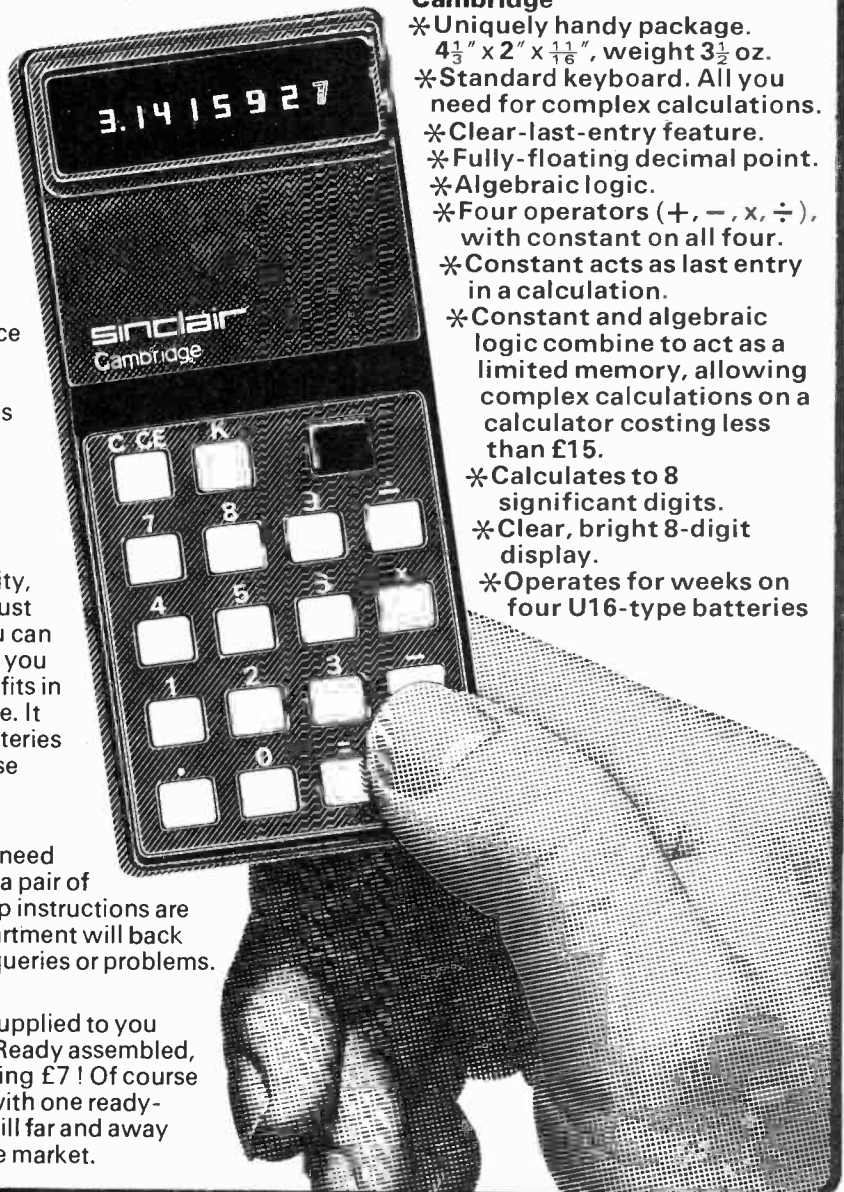 ce
s
ity,
ust
u can
you
fits in
e. It
teries
se
need
a pair of
p instructions are
artment will back
queries or problems.
upplied to you
Ready assembled,
ing £7 ! Of course
with one ready-
ill far and away
e market.
3.1415927
sinclair
Cambridge
C/CE K
7 8 ÷
4 5 x
1 2 3 −
. 0
Cambridge
*Uniquely handy package.
4⅓" x 2" x 11/16", weight 3½ oz.
*Standard keyboard. All you
need for complex calculations.
*Clear-last-entry feature.
*Fully-floating decimal point.
*Algebraic logic.
*Four operators (+, −, x, ÷),
with constant on all four.
*Constant acts as last entry
in a calculation.
*Constant and algebraic
logic combine to act as a
limited memory, allowing
complex calculations on a
calculator costing less
than £15.
*Calculates to 8
significant digits.
*Clear, bright 8-digit
display.
*Operates for weeks on
four U16-type batteries